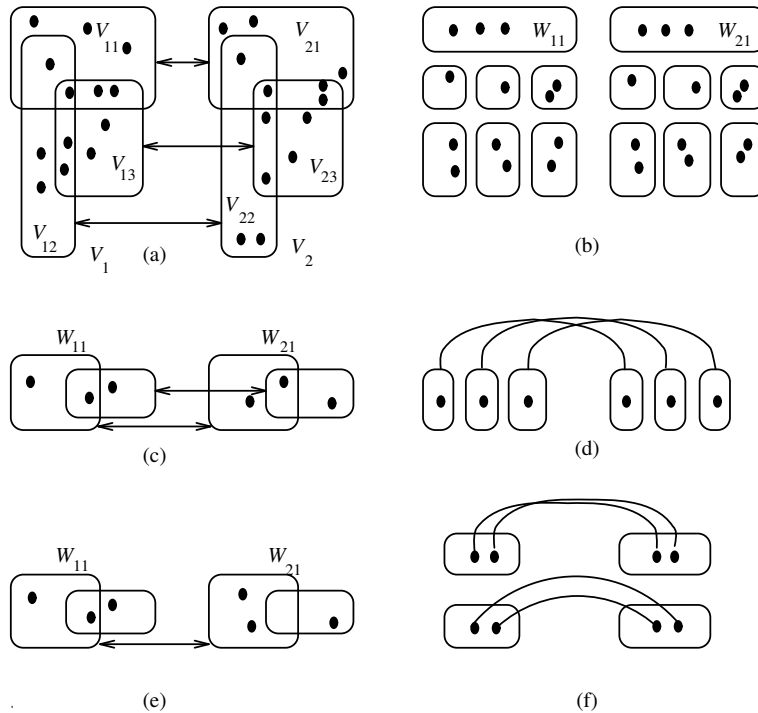 V11 V21 W11 W21
V13 V23
V12 V22
V1 (a) V2 (b)
W11 W21
(c) (d)
W11 W21
(e) (f)
.